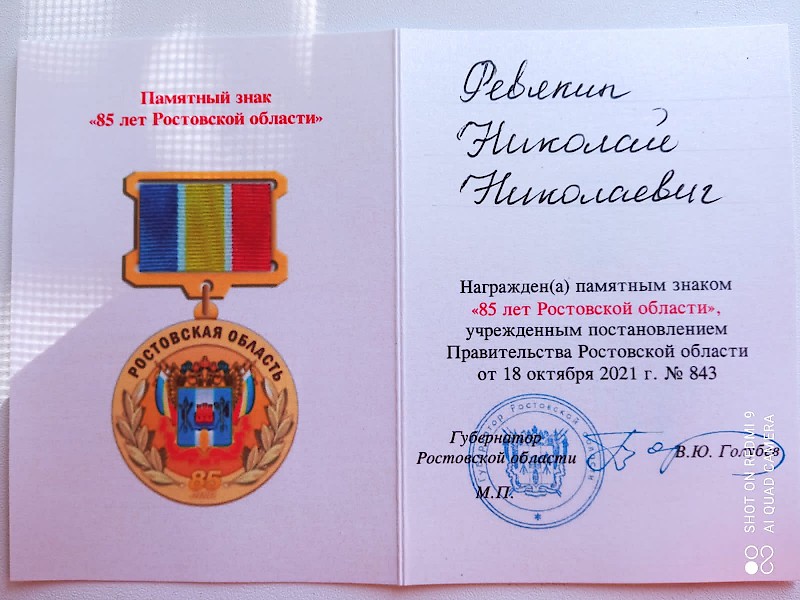 Памятный знак
«85 лет Ростовской области»
РОСТОВСКАЯ ОБЛАСТЬ
85
Ревякин
Николай
Николаевич
Награжден(а) памятным знаком
«85 лет Ростовской области»,
учрежденным постановлением
Правительства Ростовской области
от 18 октября 2021 г. № 843
Губернатор Ростовской
Губернатор
Ростовской области
В.Ю. Голубев
М.П.
SHOT ON REDMI 9
AI QUAD CAMERA